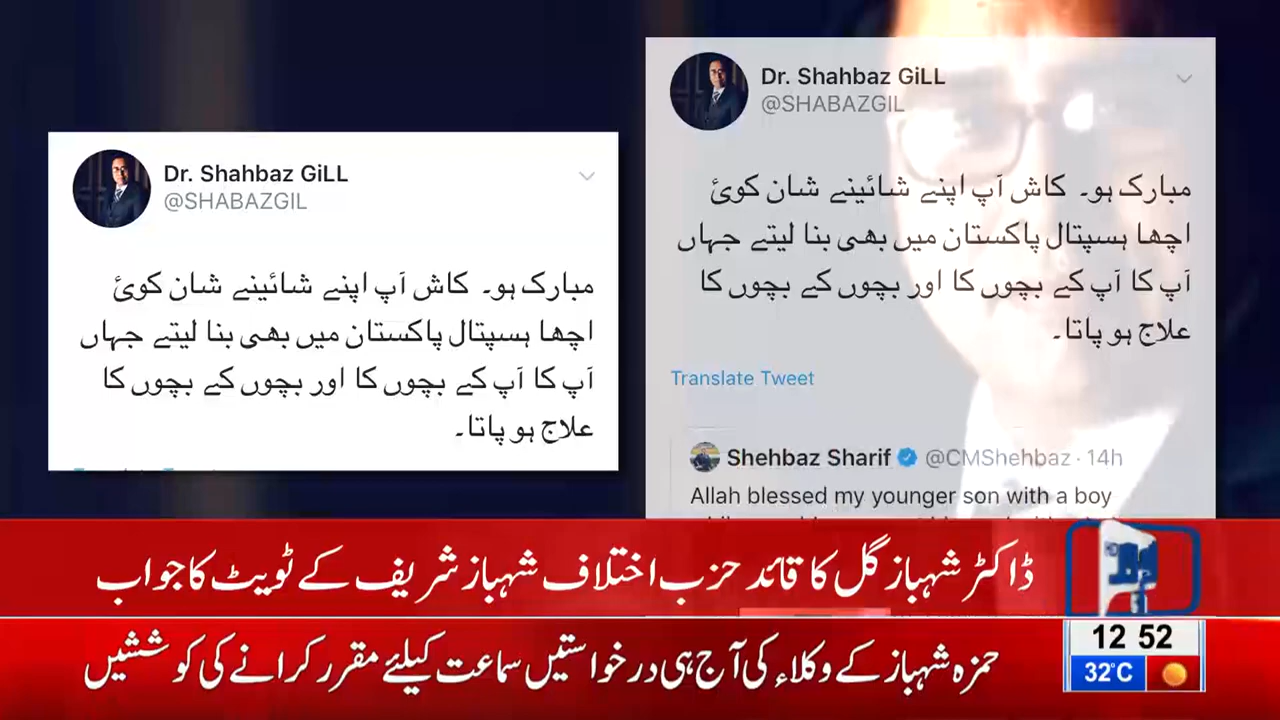 Dr. Shahbaz GiLL
@SHABAZGIL
مبارک ہو۔ کاش آپ اپنے شائینے شان کوئ
اچھا ہسپتال پاکستان میں بھی بنا لیتے جہاں
آپ کا آپ کے بچوں کا اور بچوں کے بچوں کا
علاج ہو پاتا۔
Dr. Shahbaz GiLL
@SHABAZGIL
مبارک ہو۔ کاش آپ اپنے شائینے شان کوئ
اچھا ہسپتال پاکستان میں بھی بنا لیتے جہاں
آپ کا آپ کے بچوں کا اور بچوں کے بچوں کا
علاج ہو پاتا۔
Translate Tweet
Shehbaz Sharif @CMShehbaz · 14h
Allah blessed my younger son with a boy
ڈاکٹر شہباز گل کا قائد حزب اختلاف شہباز شریف کے ٹویٹ کا جواب
حمزہ شہباز کے وکلاء کی آج ہی درخواستیں سماعت کیلئے مقرر کرانے کی کوششیں
12 52
32°C